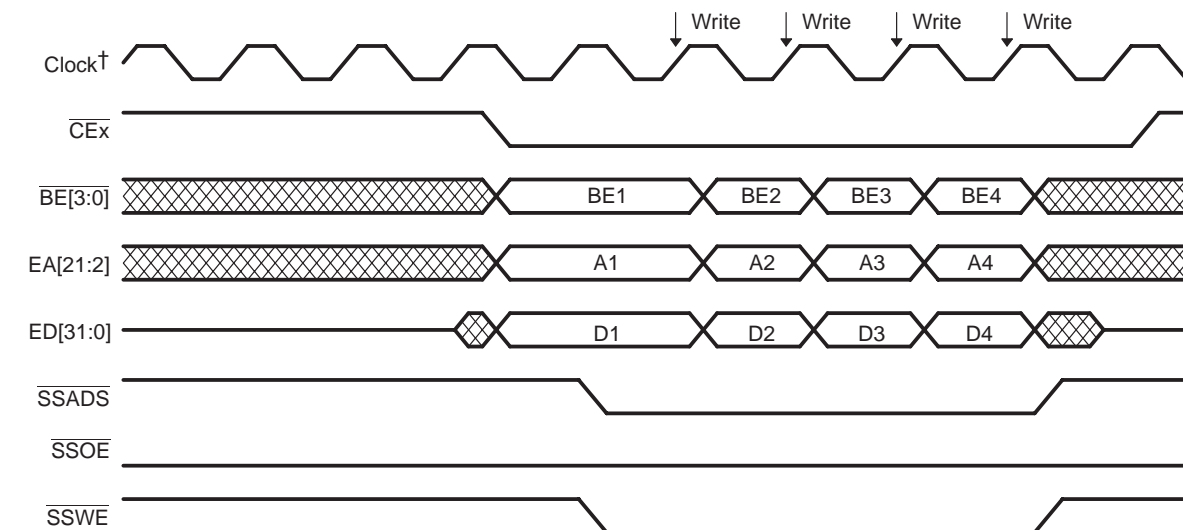 Write Write Write Write
Clock†
CEx
BE[3:0] BE1 BE2 BE3 BE4
EA[21:2] A1 A2 A3 A4
ED[31:0] D1 D2 D3 D4
SSADS
SSOE
SSWE